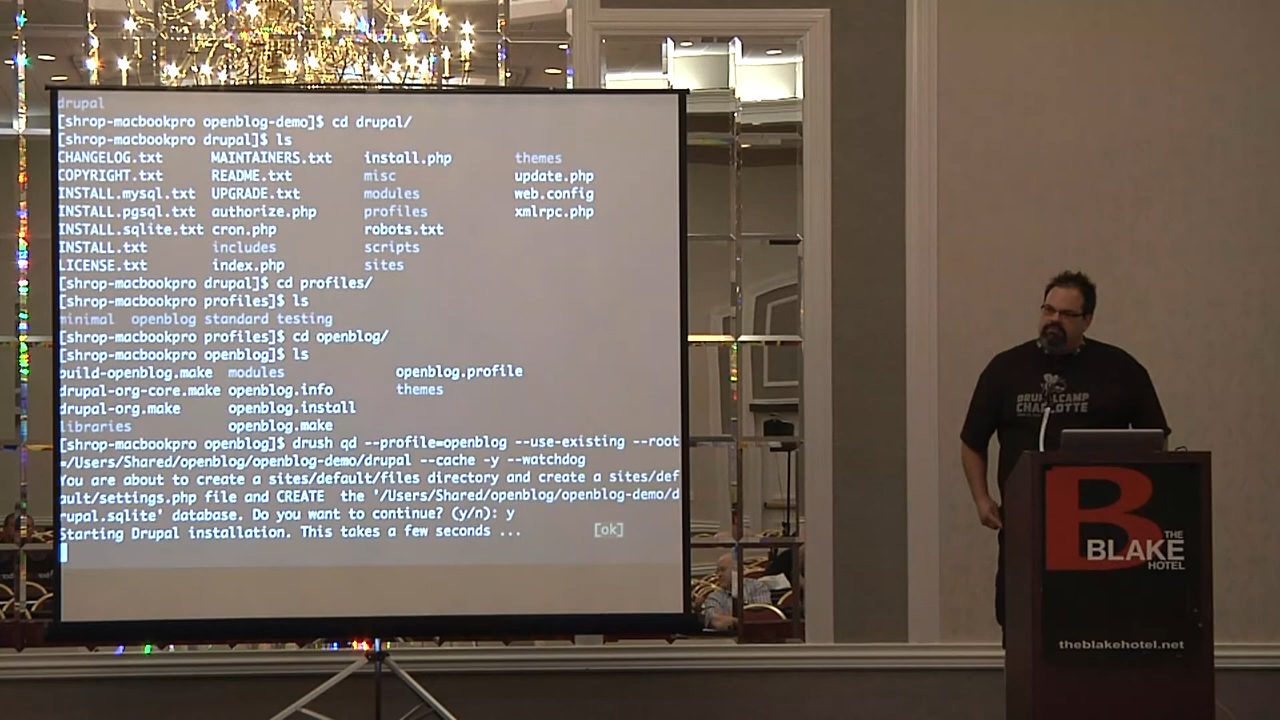 drupal
[shrop-macbookpro openblog-demo]$ cd drupal/
[shrop-macbookpro drupal]$ ls
CHANGELOG.txt MAINTAINERS.txt install.php themes
COPYRIGHT.txt README.txt misc update.php
INSTALL.mysql.txt UPGRADE.txt modules web.config
INSTALL.pgsql.txt authorize.php profiles xmlrpc.php
INSTALL.sqlite.txt cron.php robots.txt
INSTALL.txt includes scripts
LICENSE.txt index.php sites
[shrop-macbookpro drupal]$ cd profiles/
[shrop-macbookpro profiles]$ ls
minimal openblog standard testing
[shrop-macbookpro profiles]$ cd openblog/
[shrop-macbookpro openblog]$ ls
build-openblog.make modules openblog.profile
drupal-org-core.make openblog.info themes
drupal-org.make openblog.install
libraries openblog.make
[shrop-macbookpro openblog]$ drush qd --profile=openblog --use-existing --root
=/Users/Shared/openblog/openblog-demo/drupal --cache -y --watchdog
You are about to create a sites/default/files directory and create a sites/def
ault/settings.php file and CREATE the '/Users/Shared/openblog/openblog-demo/d
rupal.sqlite' database. Do you want to continue? (y/n): y
Starting Drupal installation. This takes a few seconds ... [ok]
DRUPALCAMP
CHARLOTTE
B
THE
BLAKE
HOTEL
theblakehotel.net